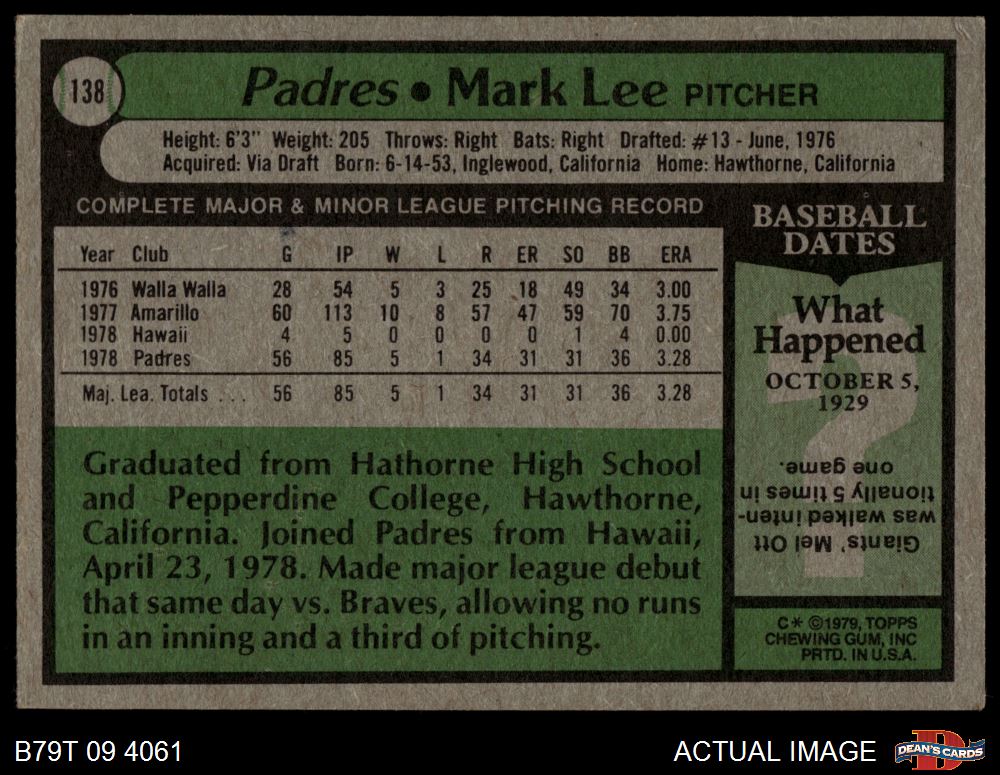 138
Padres • Mark Lee PITCHER
Height: 6'3" Weight: 205 Throws: Right Bats: Right Drafted: #13 - June, 1976
Acquired: Via Draft Born: 6-14-53, Inglewood, California Home: Hawthorne, California
COMPLETE MAJOR & MINOR LEAGUE PITCHING RECORD
Year Club G IP W L R ER SO BB ERA
1976 Walla Walla 28 54 5 3 25 18 49 34 3.00
1977 Amarillo 60 113 10 8 57 47 59 70 3.75
1978 Hawaii 4 5 0 0 0 0 1 4 0.00
1978 Padres 56 85 5 1 34 31 31 36 3.28
Maj. Lea. Totals . . . 56 85 5 1 34 31 31 36 3.28
Graduated from Hathorne High School
and Pepperdine College, Hawthorne,
California. Joined Padres from Hawaii,
April 23, 1978. Made major league debut
that same day vs. Braves, allowing no runs
in an inning and a third of pitching.
BASEBALL
DATES
What
Happened
OCTOBER 5,
1929
?
Giants' Mel Ott
was walked inten-
tionally 5 times in
one game.
C* ©1979, TOPPS
CHEWING GUM, INC
PRTD. IN U.S.A.
B79T 09 4061
ACTUAL IMAGE
D
DEAN'S CARDS